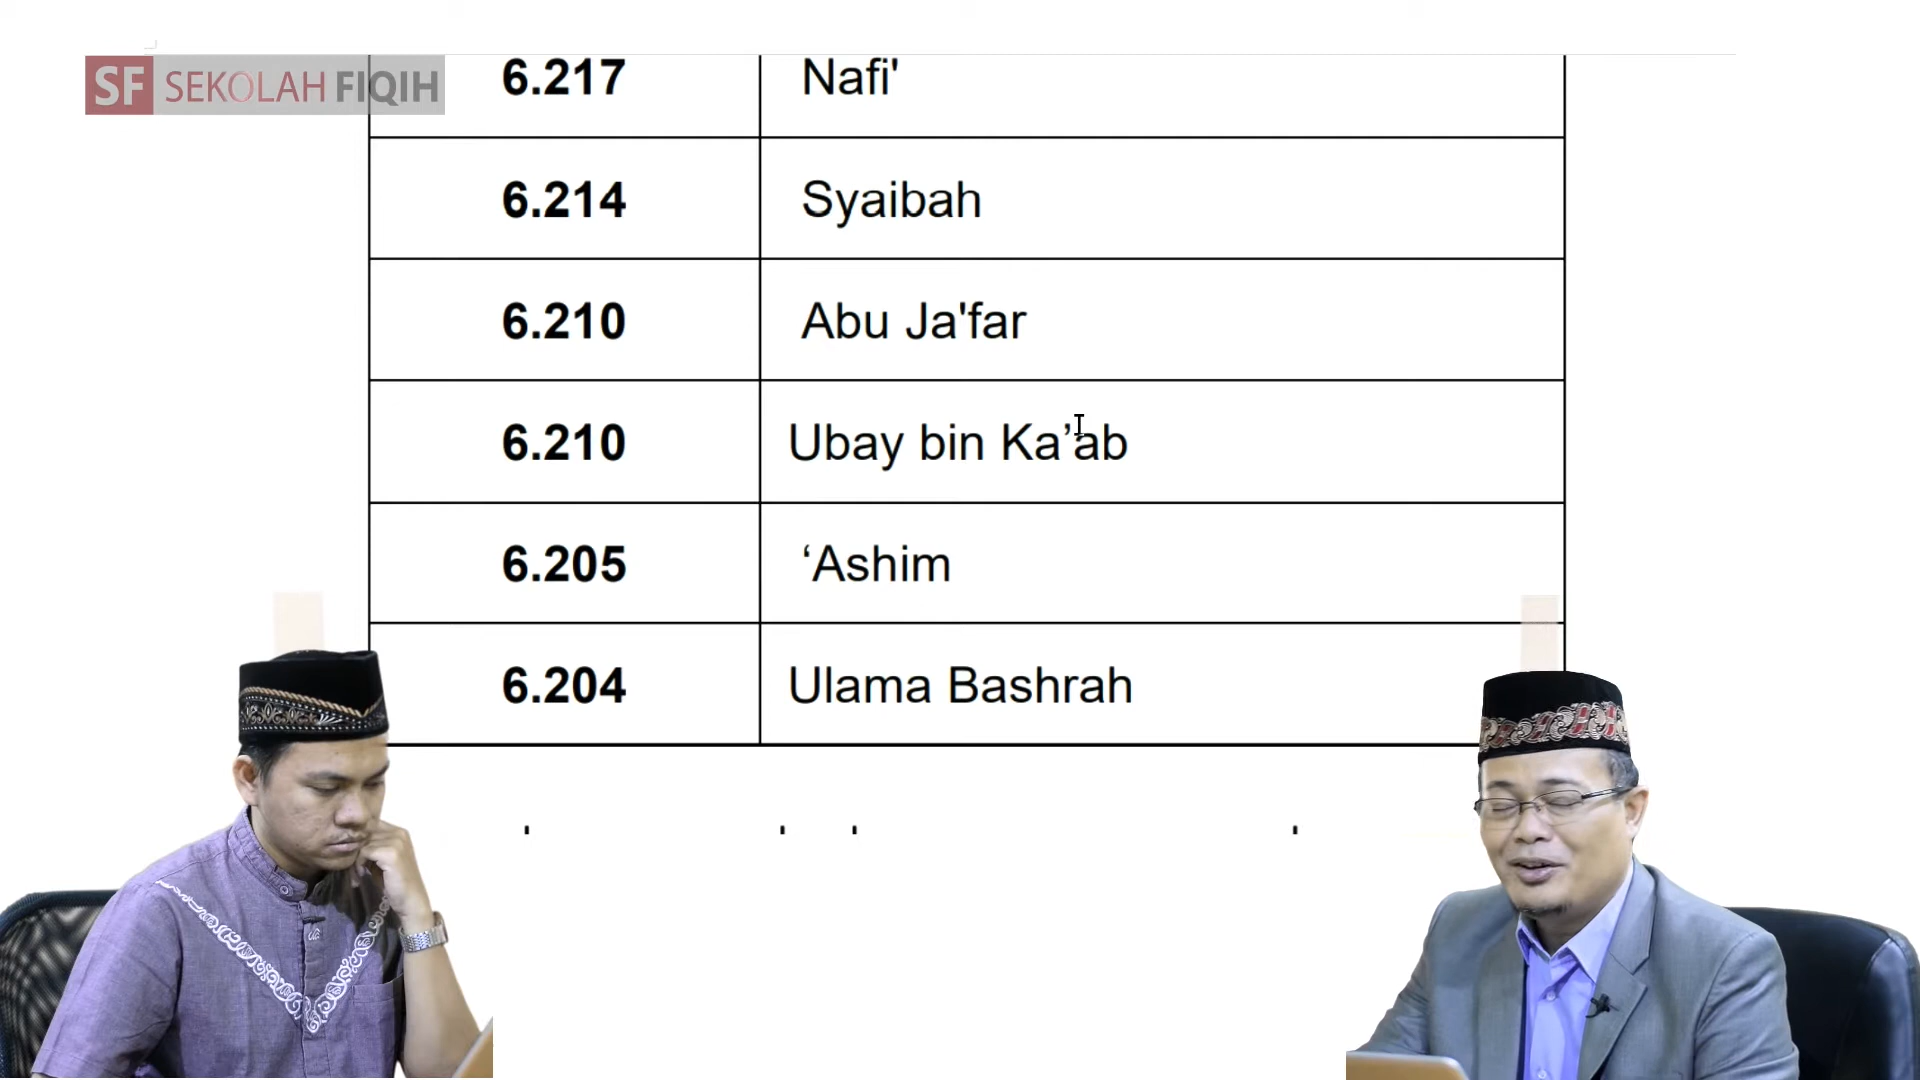 SF SEKOLAH FIQIH
6.217 Nafi'
6.214 Syaibah
6.210 Abu Ja'far
6.210 Ubay bin Ka’ab
6.205 ‘Ashim
6.204 Ulama Bashrah